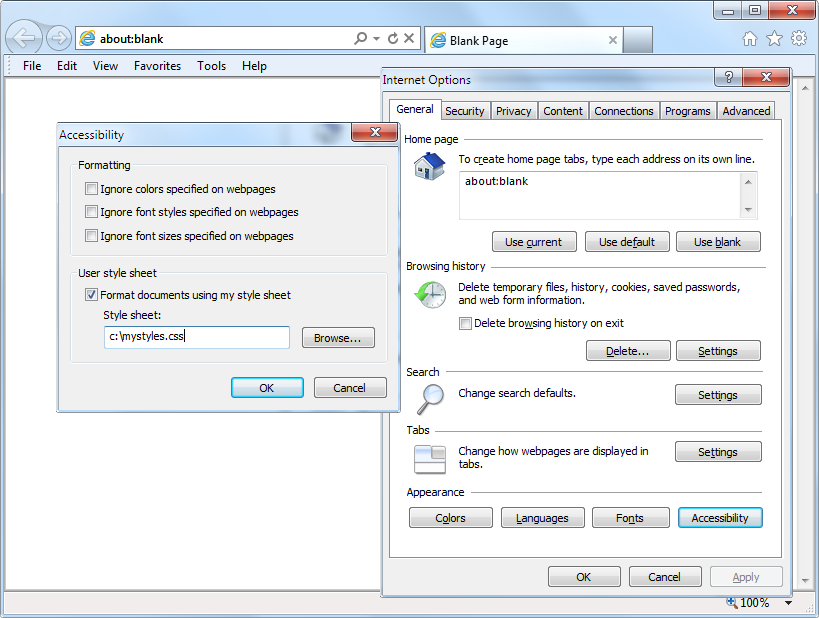 about:blank
Blank Page
File Edit View Favorites Tools Help
Accessibility
Formatting
Ignore colors specified on webpages
Ignore font styles specified on webpages
Ignore font sizes specified on webpages
User style sheet
Format documents using my style sheet
Style sheet:
c:\mystyles.css
Browse...
OK Cancel
Internet Options
?
General Security Privacy Content Connections Programs Advanced
Home page
To create home page tabs, type each address on its own line.
about:blank
Use current Use default Use blank
Browsing history
Delete temporary files, history, cookies, saved passwords,
and web form information.
Delete browsing history on exit
Delete... Settings
Search
Change search defaults.
Settings
Tabs
Change how webpages are displayed in
tabs.
Settings
Appearance
Colors Languages Fonts Accessibility
OK Cancel Apply
100%